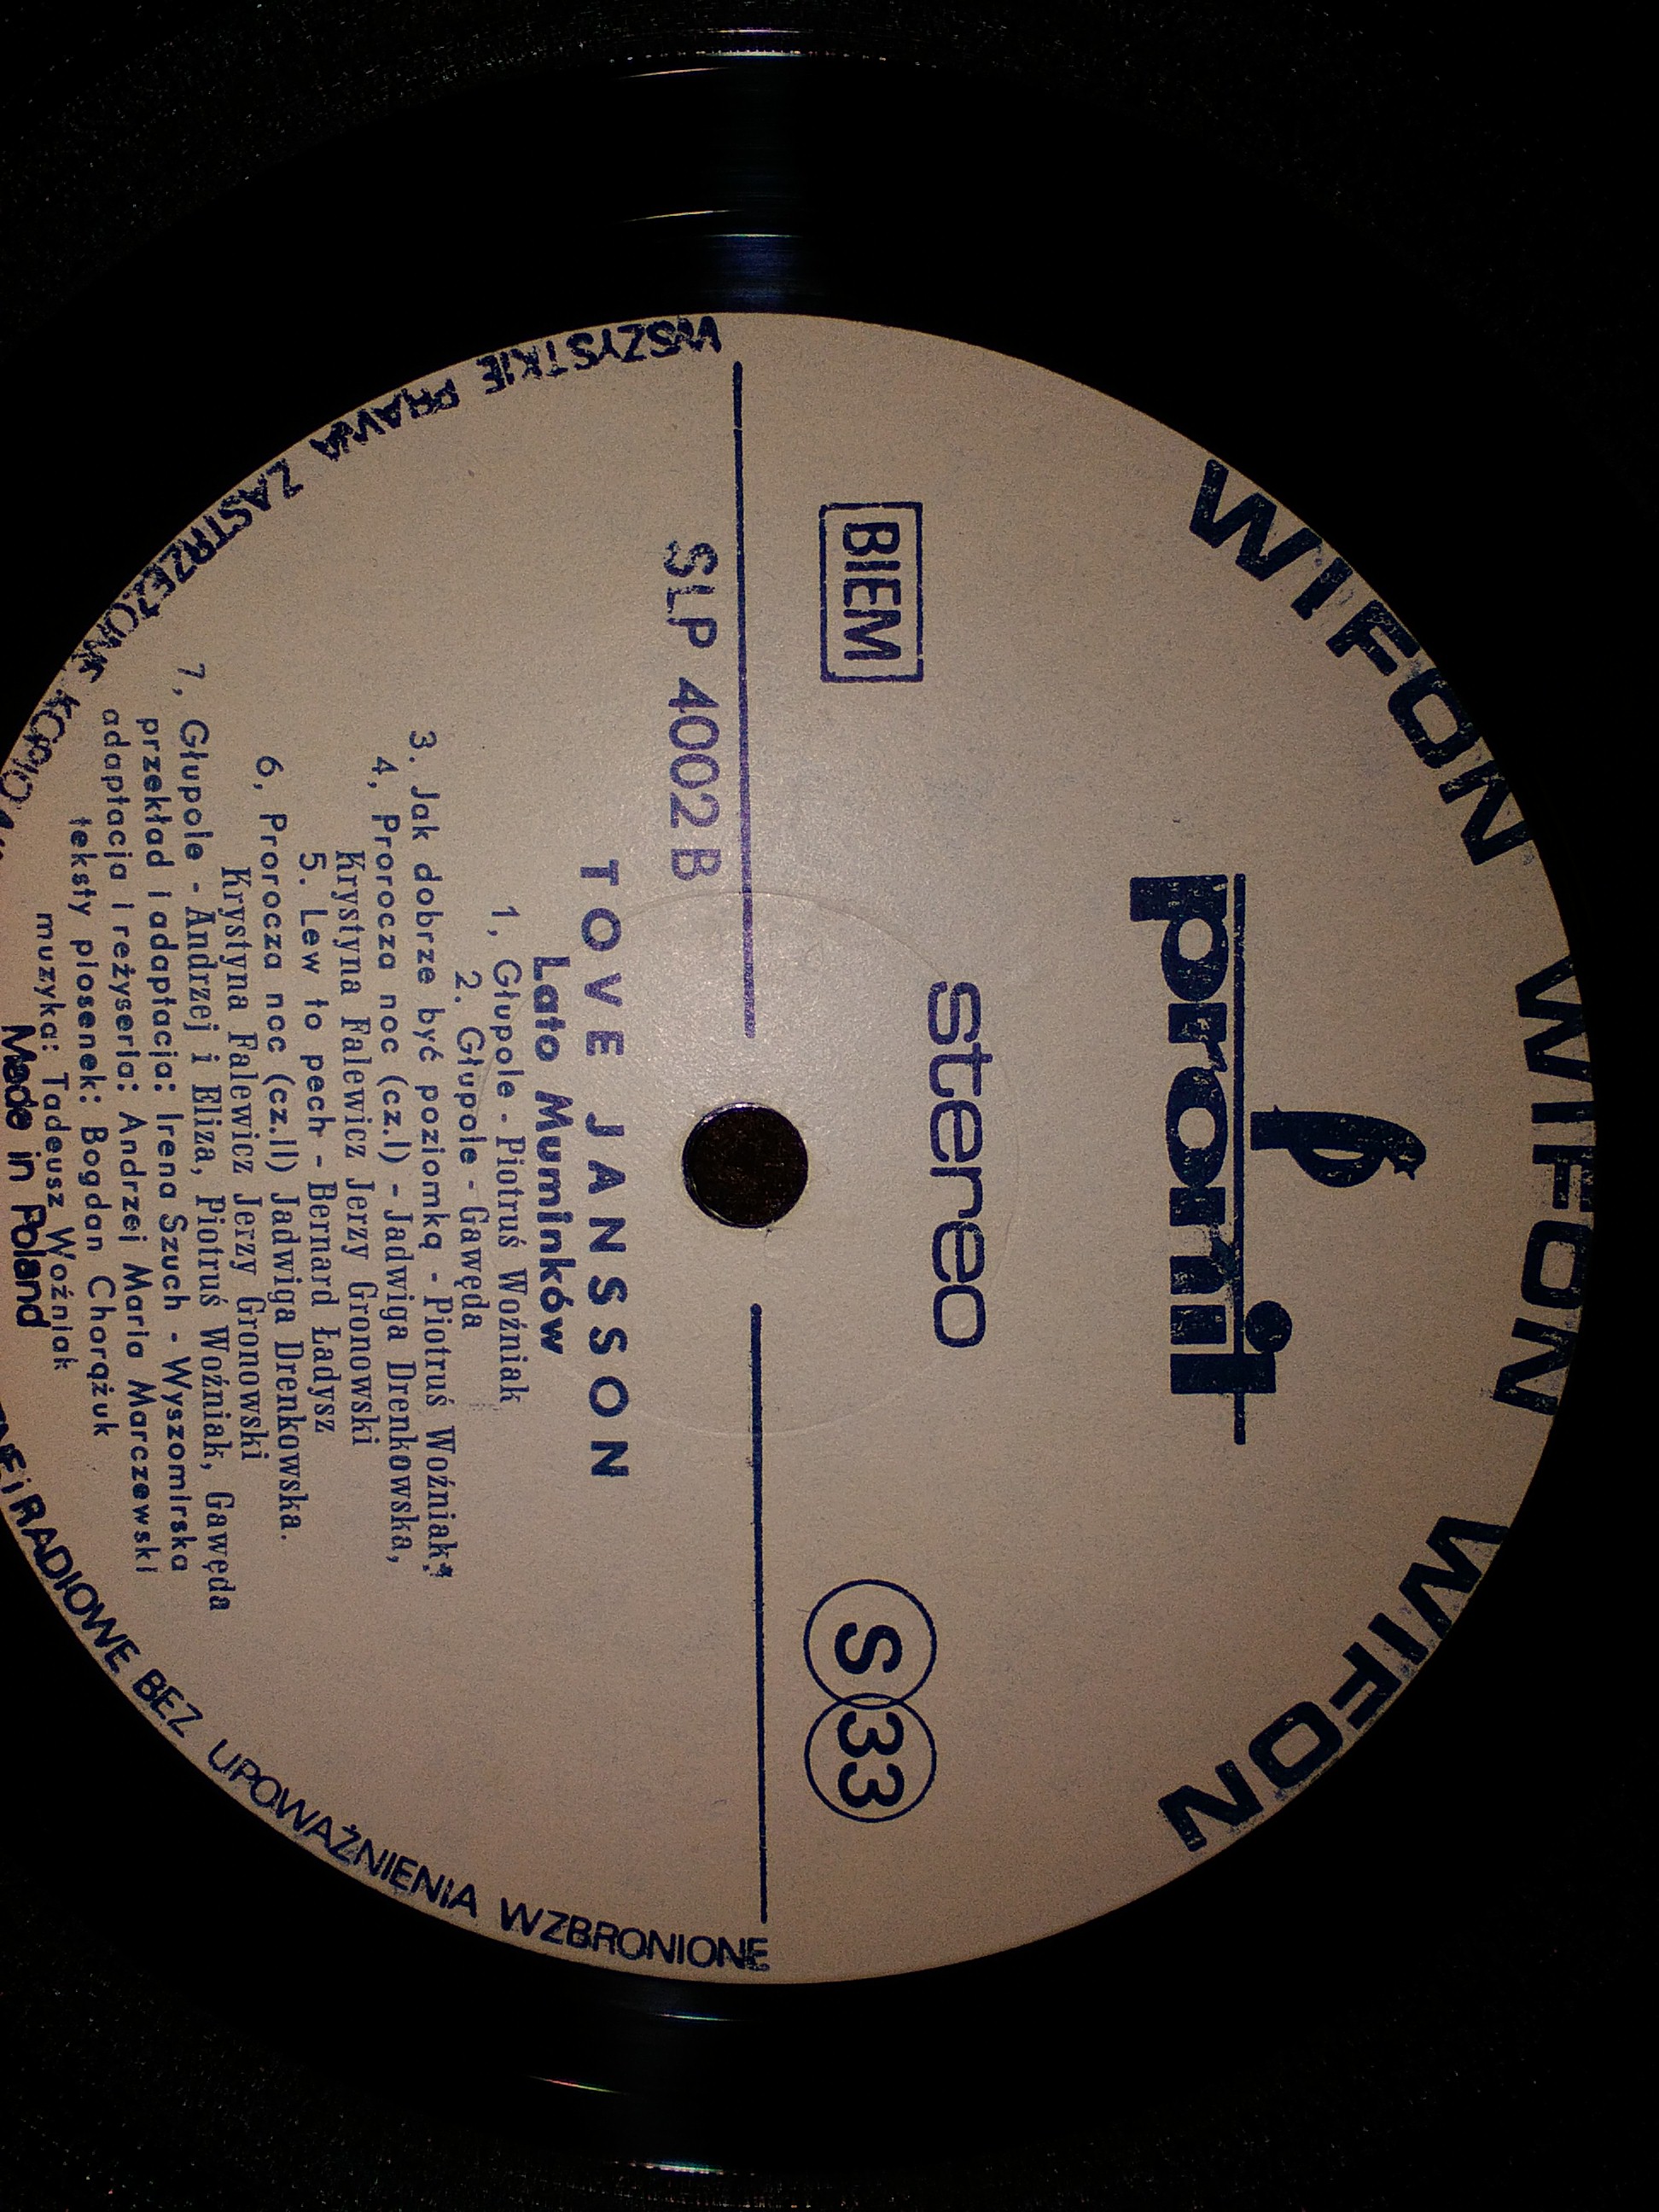 WIFON WIFON WIFON
pronit
stereo
BIEM
S 33
SLP 4002 B
TOVE JANSSON
Lato Muminków
1, Głupole - Piotruś Woźniak
2. Głupole - Gawęda
3. Jak dobrze być poziomką - Piotruś Woźniak,
4, Prorocza noc (cz.I) - Jadwiga Drenkowska,
Krystyna Falewicz Jerzy Gronowski
5. Lew to pech - Bernard Ładysz
6, Prorocza noc (cz.II) Jadwiga Drenkowska.
Krystyna Falewicz Jerzy Gronowski
7, Głupole - Andrzej i Eliza, Piotruś Woźniak, Gawęda
przekład i adaptacja: Irena Szuch - Wyszomirska
adaptacja i reżyseria: Andrzej Maria Marczewski
teksty piosenek: Bogdan Chorążuk
muzyka: Tadeusz Woźniak
Made in Poland
WSZYSTKIE PRAWA ZASTRZEŻONE
i RADIOWE BEZ UPOWAŻNIENIA WZBRONIONE